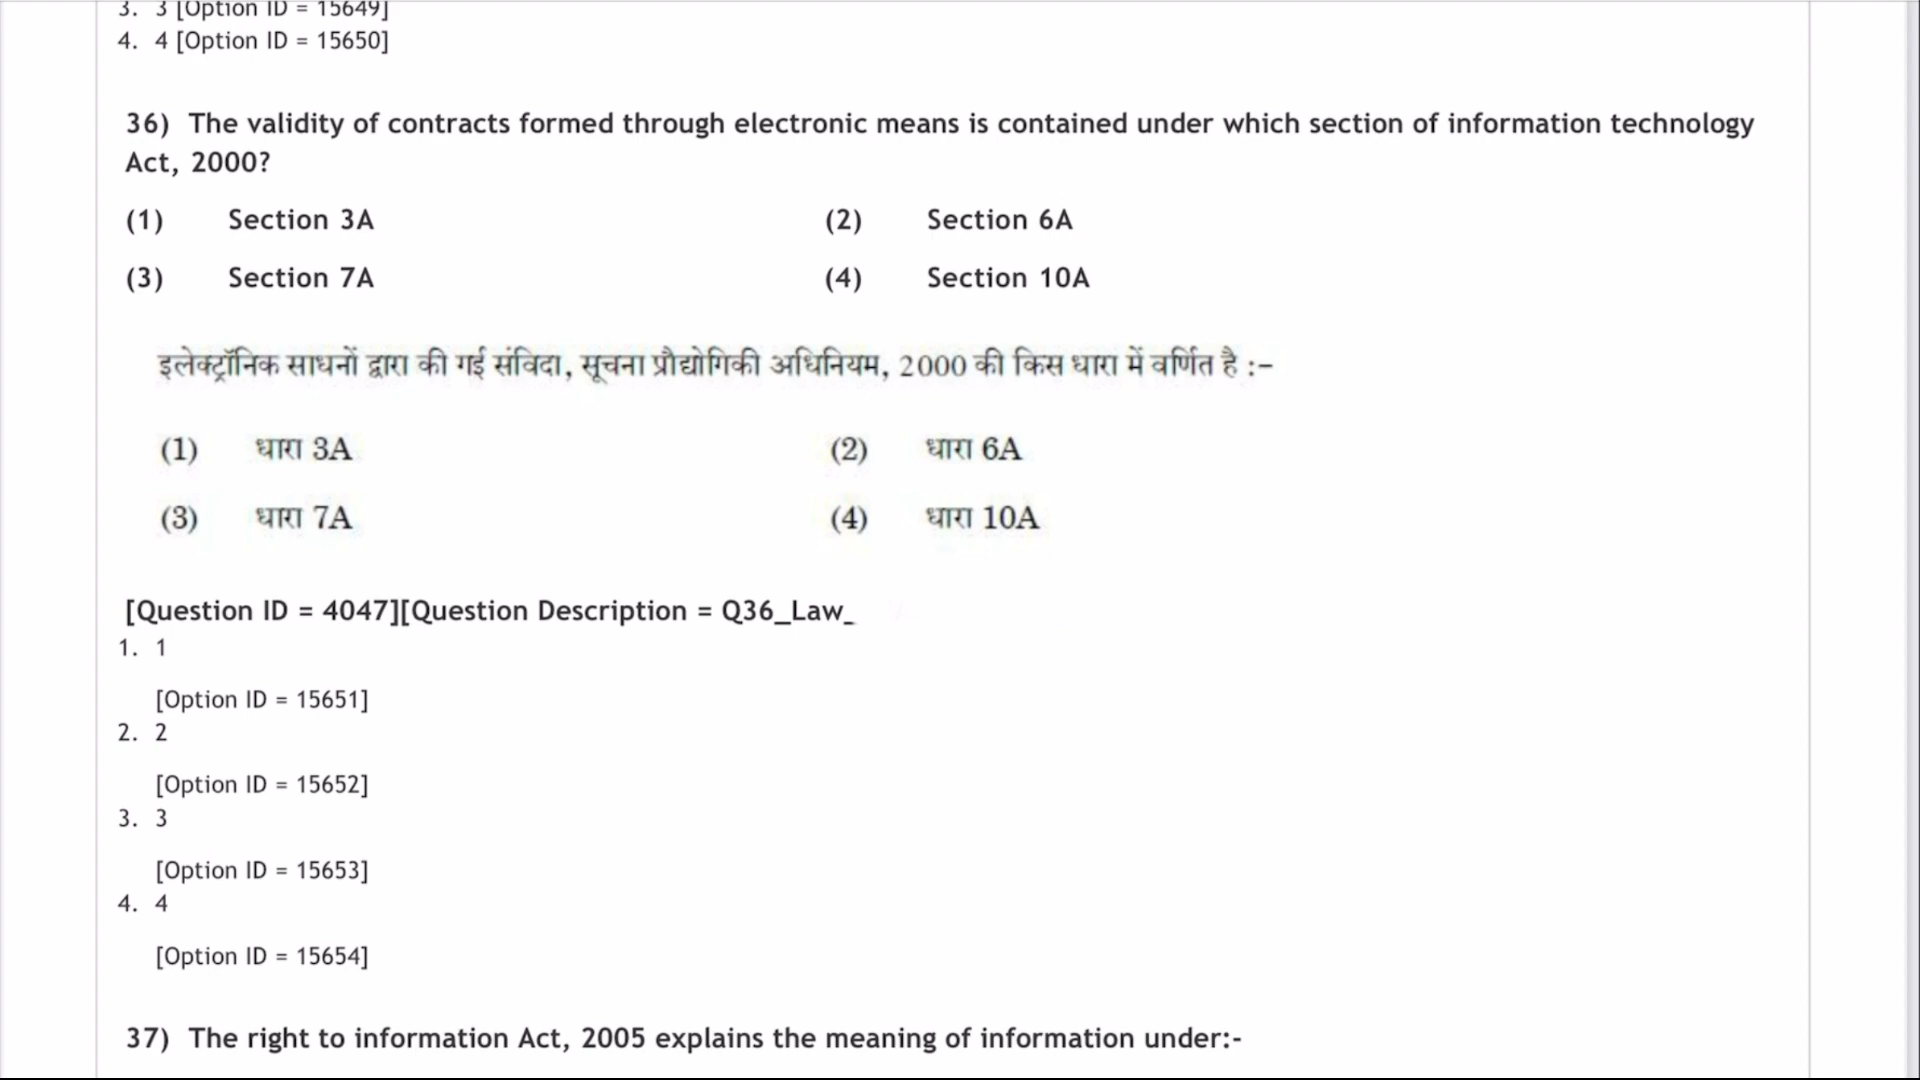 3. 3 [Option ID = 15649]
4. 4 [Option ID = 15650]
36) The validity of contracts formed through electronic means is contained under which section of information technology
Act, 2000?
(1) Section 3A (2) Section 6A
(3) Section 7A (4) Section 10A
इलेक्ट्रॉनिक साधनों द्वारा की गई संविदा, सूचना प्रौद्योगिकी अधिनियम, 2000 की किस धारा में वर्णित है :–
(1) धारा 3A (2) धारा 6A
(3) धारा 7A (4) धारा 10A
[Question ID = 4047][Question Description = Q36_Law_
1. 1
[Option ID = 15651]
2. 2
[Option ID = 15652]
3. 3
[Option ID = 15653]
4. 4
[Option ID = 15654]
37) The right to information Act, 2005 explains the meaning of information under:-